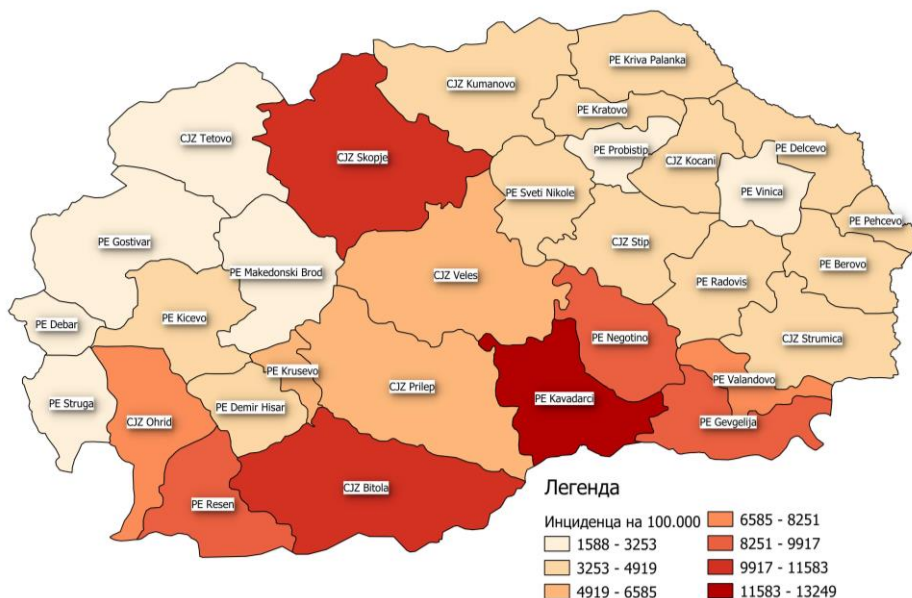 PE Kriva Palanka
CJZ Kumanovo
PE Kratovo
CJZ Tetovo
CJZ Skopje
PE Probistip
PE Delcevo
CJZ Kocani
PE Sveti Nikole
PE Vinica
PE Pehcevo
PE Gostivar
CJZ Stip
PE Makedonski Brod
CJZ Veles
PE Berovo
PE Radovis
PE Kicevo
PE Debar
PE Negotino
CJZ Strumica
PE Krusevo
PE Valandovo
CJZ Prilep
PE Kavadarci
PE Struga
PE Demir Hisar
CJZ Ohrid
PE Gevgelija
CJZ Bitola
PE Resen
Легенда
Инциденца на 100.000
1588 - 3253
3253 - 4919
4919 - 6585
6585 - 8251
8251 - 9917
9917 - 11583
11583 - 13249